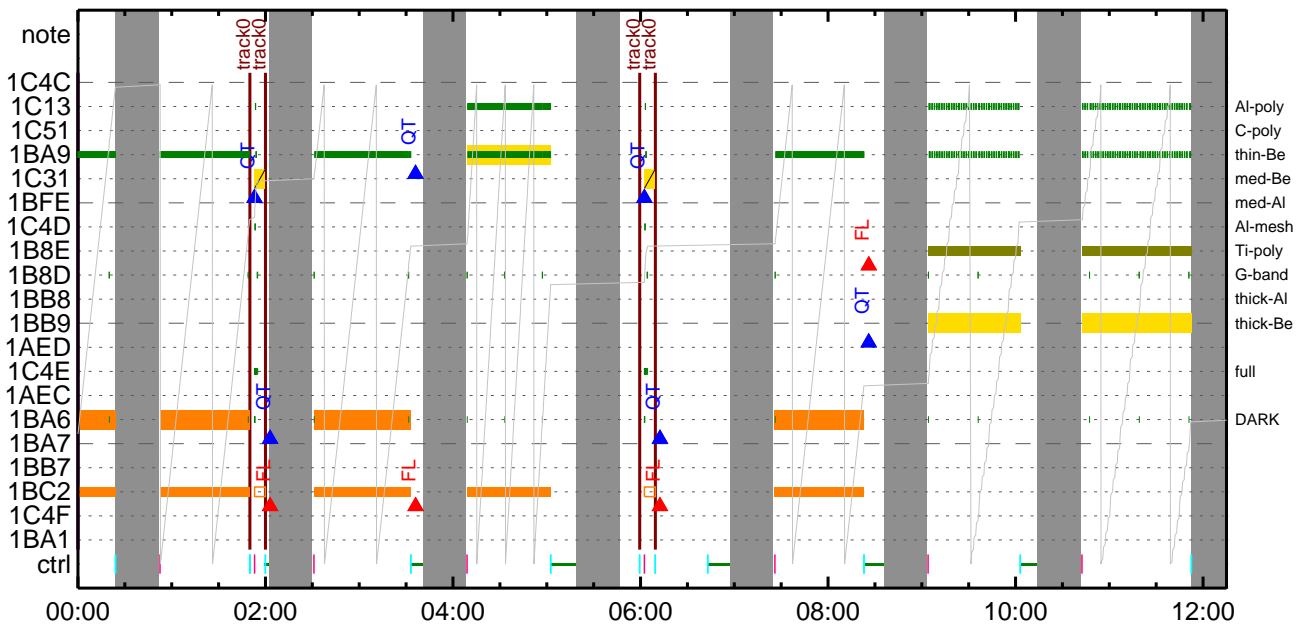 note
track0
track0
track0
track0
1C4C
1C13
Al-poly
1C51
C-poly
QT
QT
QT
1BA9
thin-Be
1C31
med-Be
1BFE
med-Al
1C4D
Al-mesh
FL
1B8E
Ti-poly
1B8D
G-band
QT
1BB8
thick-Al
1BB9
thick-Be
1AED
1C4E
full
QT
QT
1AEC
1BA6
DARK
1BA7
1BB7
FL
FL
FL
1BC2
1C4F
1BA1
ctrl
00:00 02:00 04:00 06:00 08:00 10:00 12:00